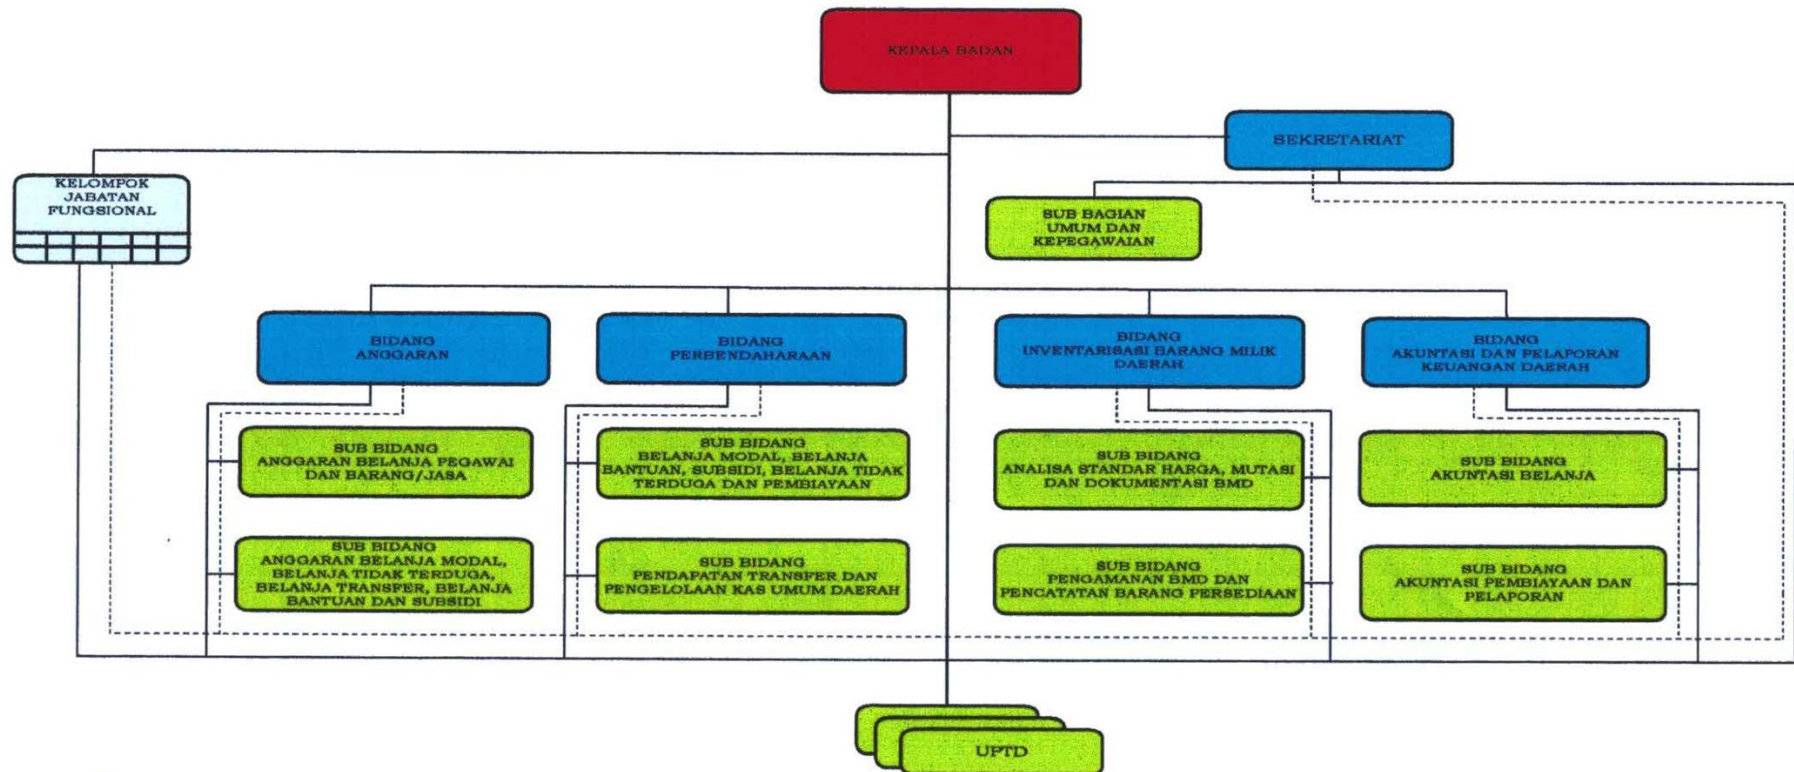 KEPALA BADAN
SEKRETARIAT
KELOMPOK
JABATAN
FUNGSIONAL
SUB BAGIAN
UMUM DAN
KEPEGAWAIAN
BIDANG
ANGGARAN
BIDANG
PERBENDAHARAAN
BIDANG
INVENTARISASI BARANG MILIK
DAERAH
BIDANG
AKUNTASI DAN PELAPORAN
KEUANGAN DAERAH
SUB BIDANG
ANGGARAN BELANJA PEGAWAI
DAN BARANG/JASA
SUB BIDANG
BELANJA MODAL, BELANJA
BANTUAN, SUBSIDI, BELANJA TIDAK
TERDUGA DAN PEMBIAYAAN
SUB BIDANG
ANALISA STANDAR HARGA, MUTASI
DAN DOKUMENTASI BMD
SUB BIDANG
AKUNTASI BELANJA
SUB BIDANG
ANGGARAN BELANJA MODAL,
BELANJA TIDAK TERDUGA,
BELANJA TRANSFER, BELANJA
BANTUAN DAN SUBSIDI
SUB BIDANG
PENDAPATAN TRANSFER DAN
PENGELOLAAN KAS UMUM DAERAH
SUB BIDANG
PENGAMANAN BMD DAN
PENCATATAN BARANG PERSEDIAAN
SUB BIDANG
AKUNTASI PEMBIAYAAN DAN
PELAPORAN
UPTD